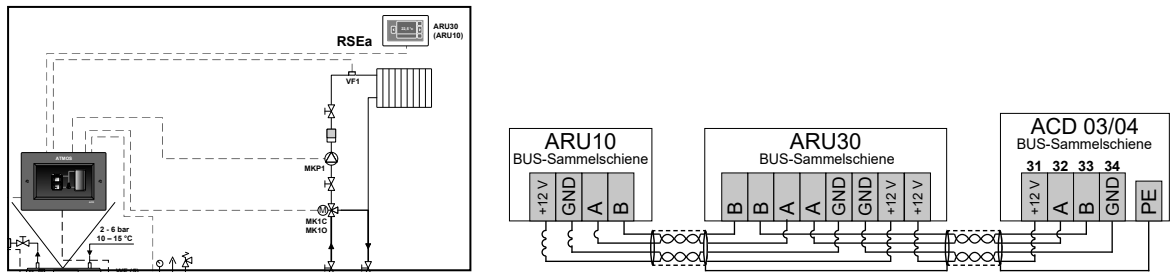 ARU30
(ARU10)
RSEa
VF1
ATMOS
MKP1
MK1C
MK1O
2 - 6 bar
10 – 15 °C
ARU10
BUS-Sammelschiene
+12 V
GND
A
B
ARU30
BUS-Sammelschiene
B
B
A
A
GND
GND
+12 V
+12 V
ACD 03/04
BUS-Sammelschiene
31 32 33 34
+12 V
A
B
GND
PE
M